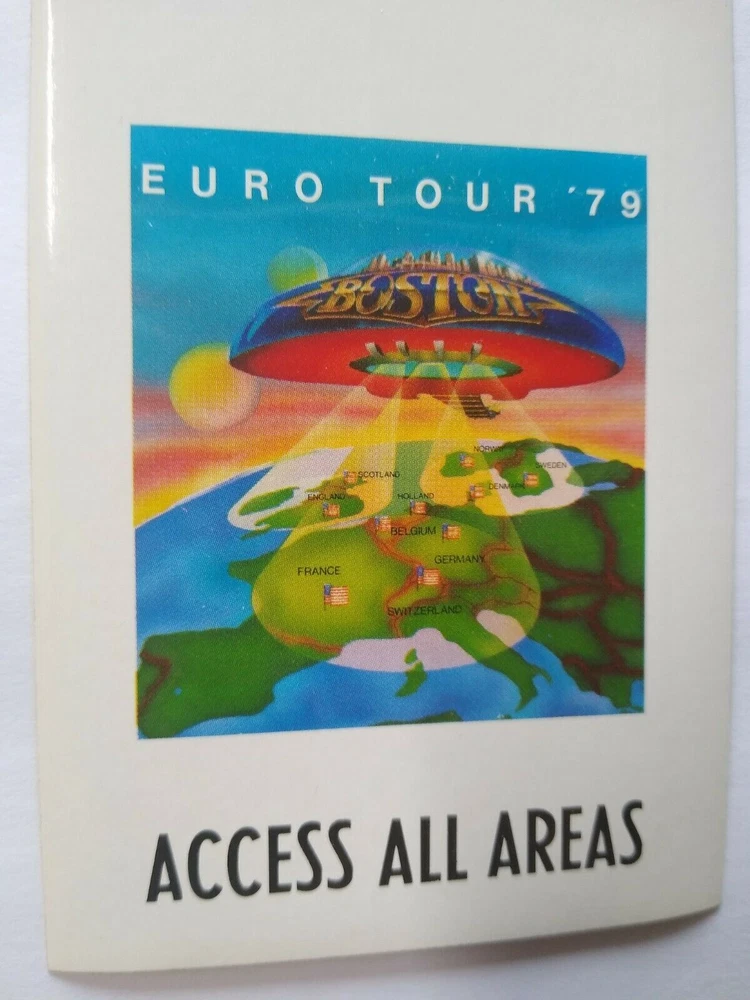 EURO TOUR ´79
BOSTON
NORWAY
SWEDEN
SCOTLAND
DENMARK
ENGLAND
HOLLAND
BELGIUM
GERMANY
FRANCE
SWITZERLAND
ACCESS ALL AREAS